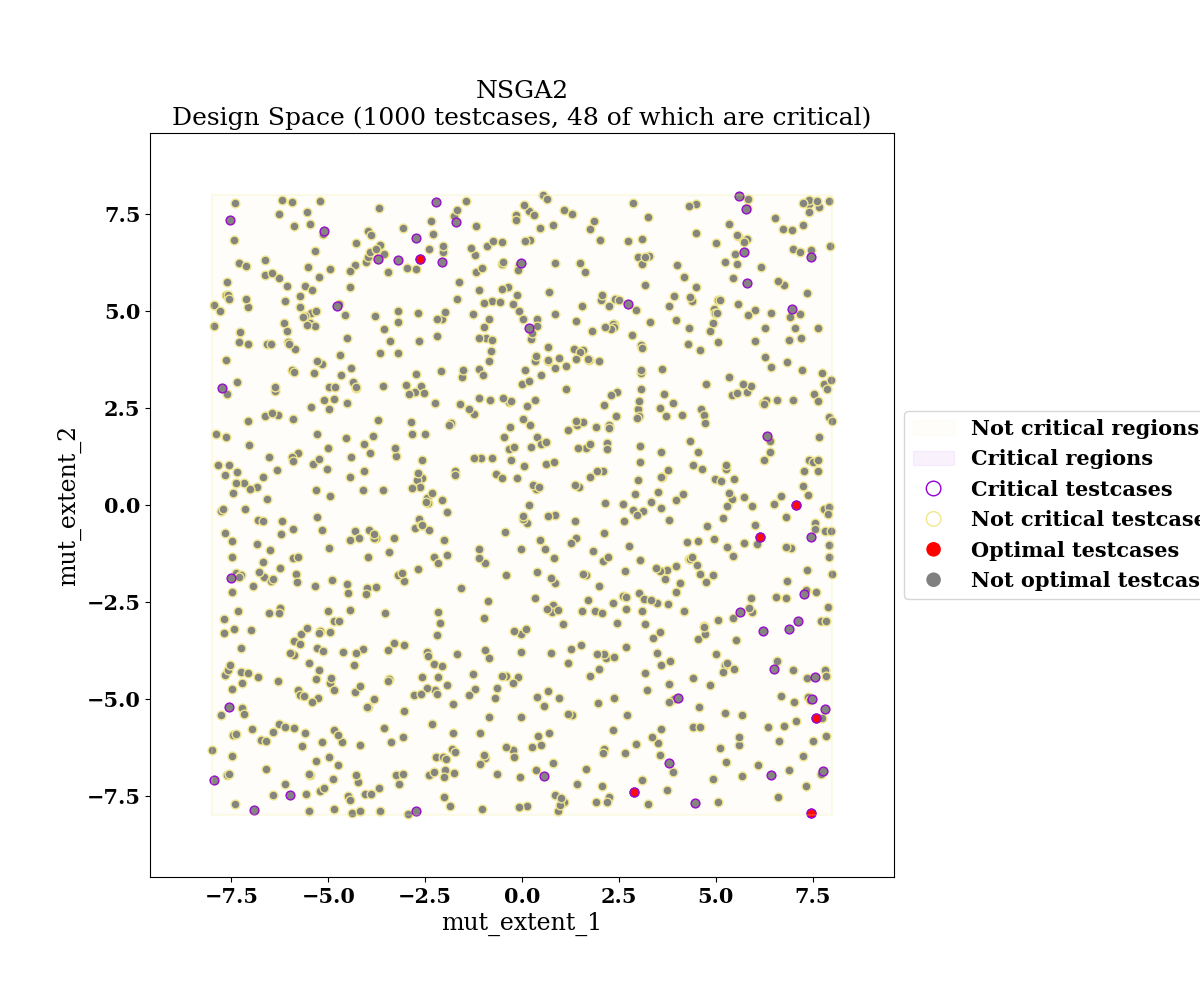 NSGA2
Design Space (1000 testcases, 48 of which are critical)
mut_extent_2
7.5
5.0
2.5
0.0
−2.5
−5.0
−7.5
−7.5 −5.0 −2.5 0.0 2.5 5.0 7.5
mut_extent_1
Not critical regions
Critical regions
Critical testcases
Not critical testcase
Optimal testcases
Not optimal testcas